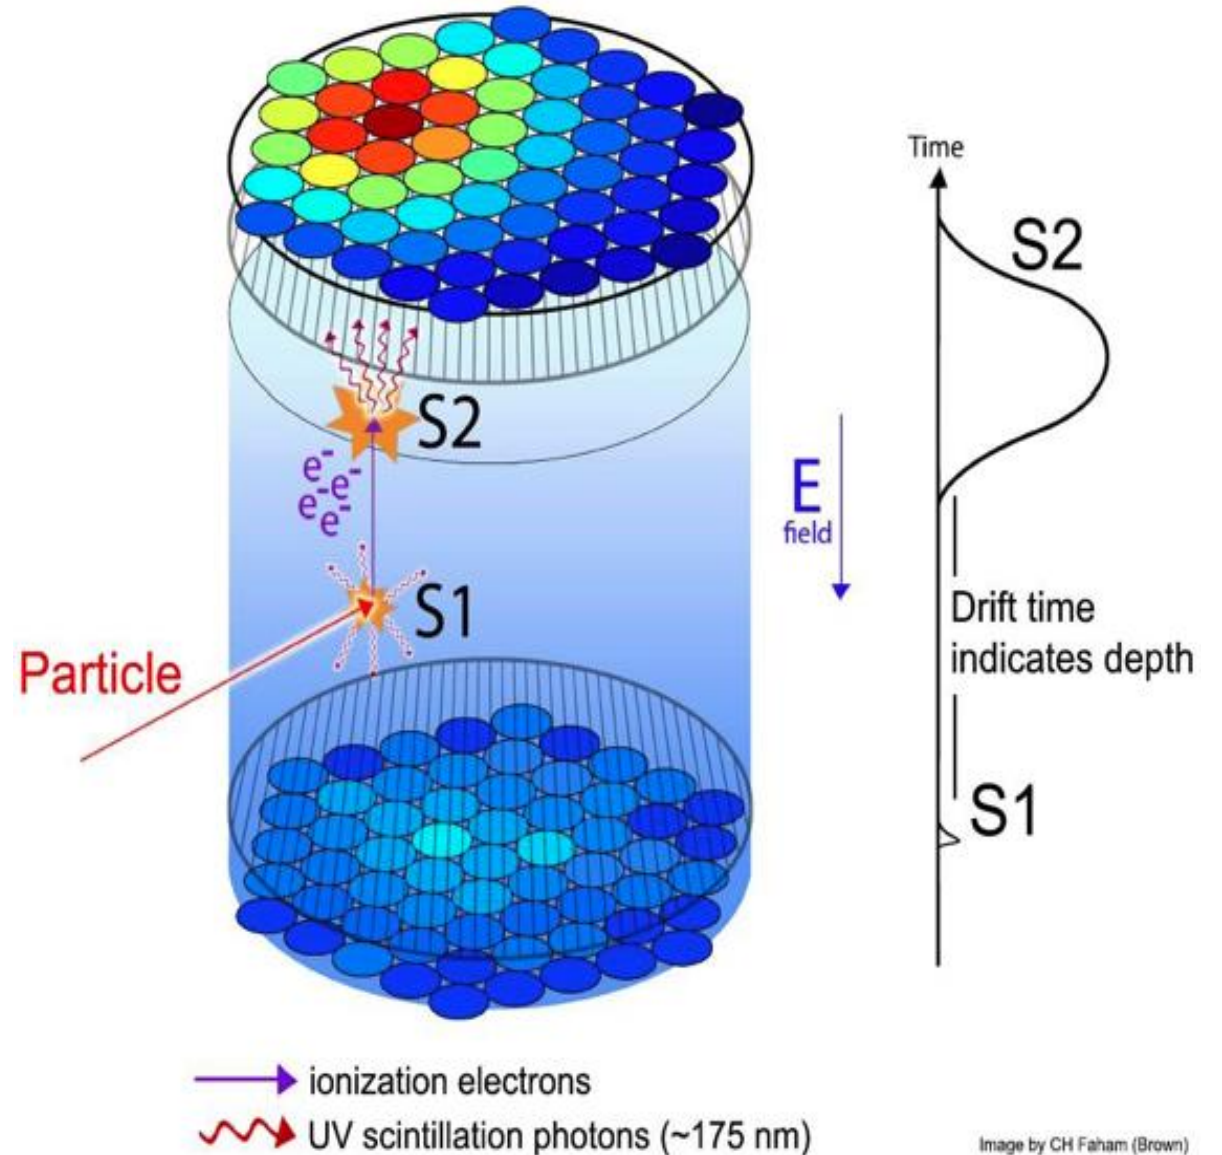 Time
S2
S2
e-
e-
e-
e-
E
field
S1
Drift time
indicates depth
Particle
S1
ionization electrons
UV scintillation photons (~175 nm)
Image by CH Faham (Brown)